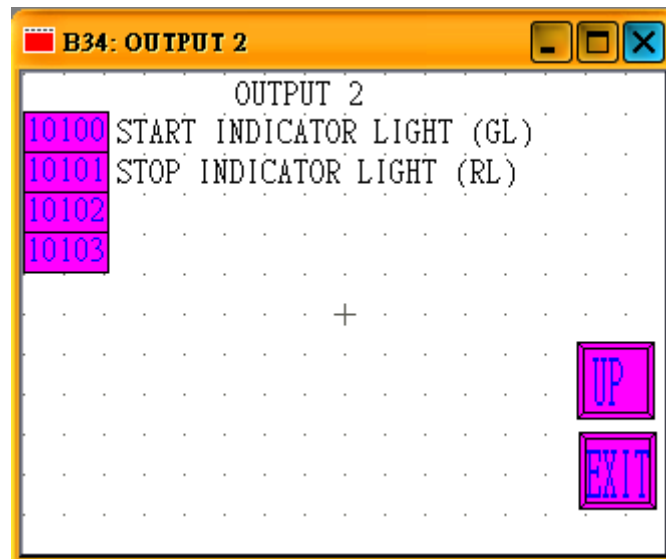 B34: OUTPUT 2
OUTPUT 2
10100 START INDICATOR LIGHT (GL)
10101 STOP INDICATOR LIGHT (RL)
10102
10103
UP
EXIT